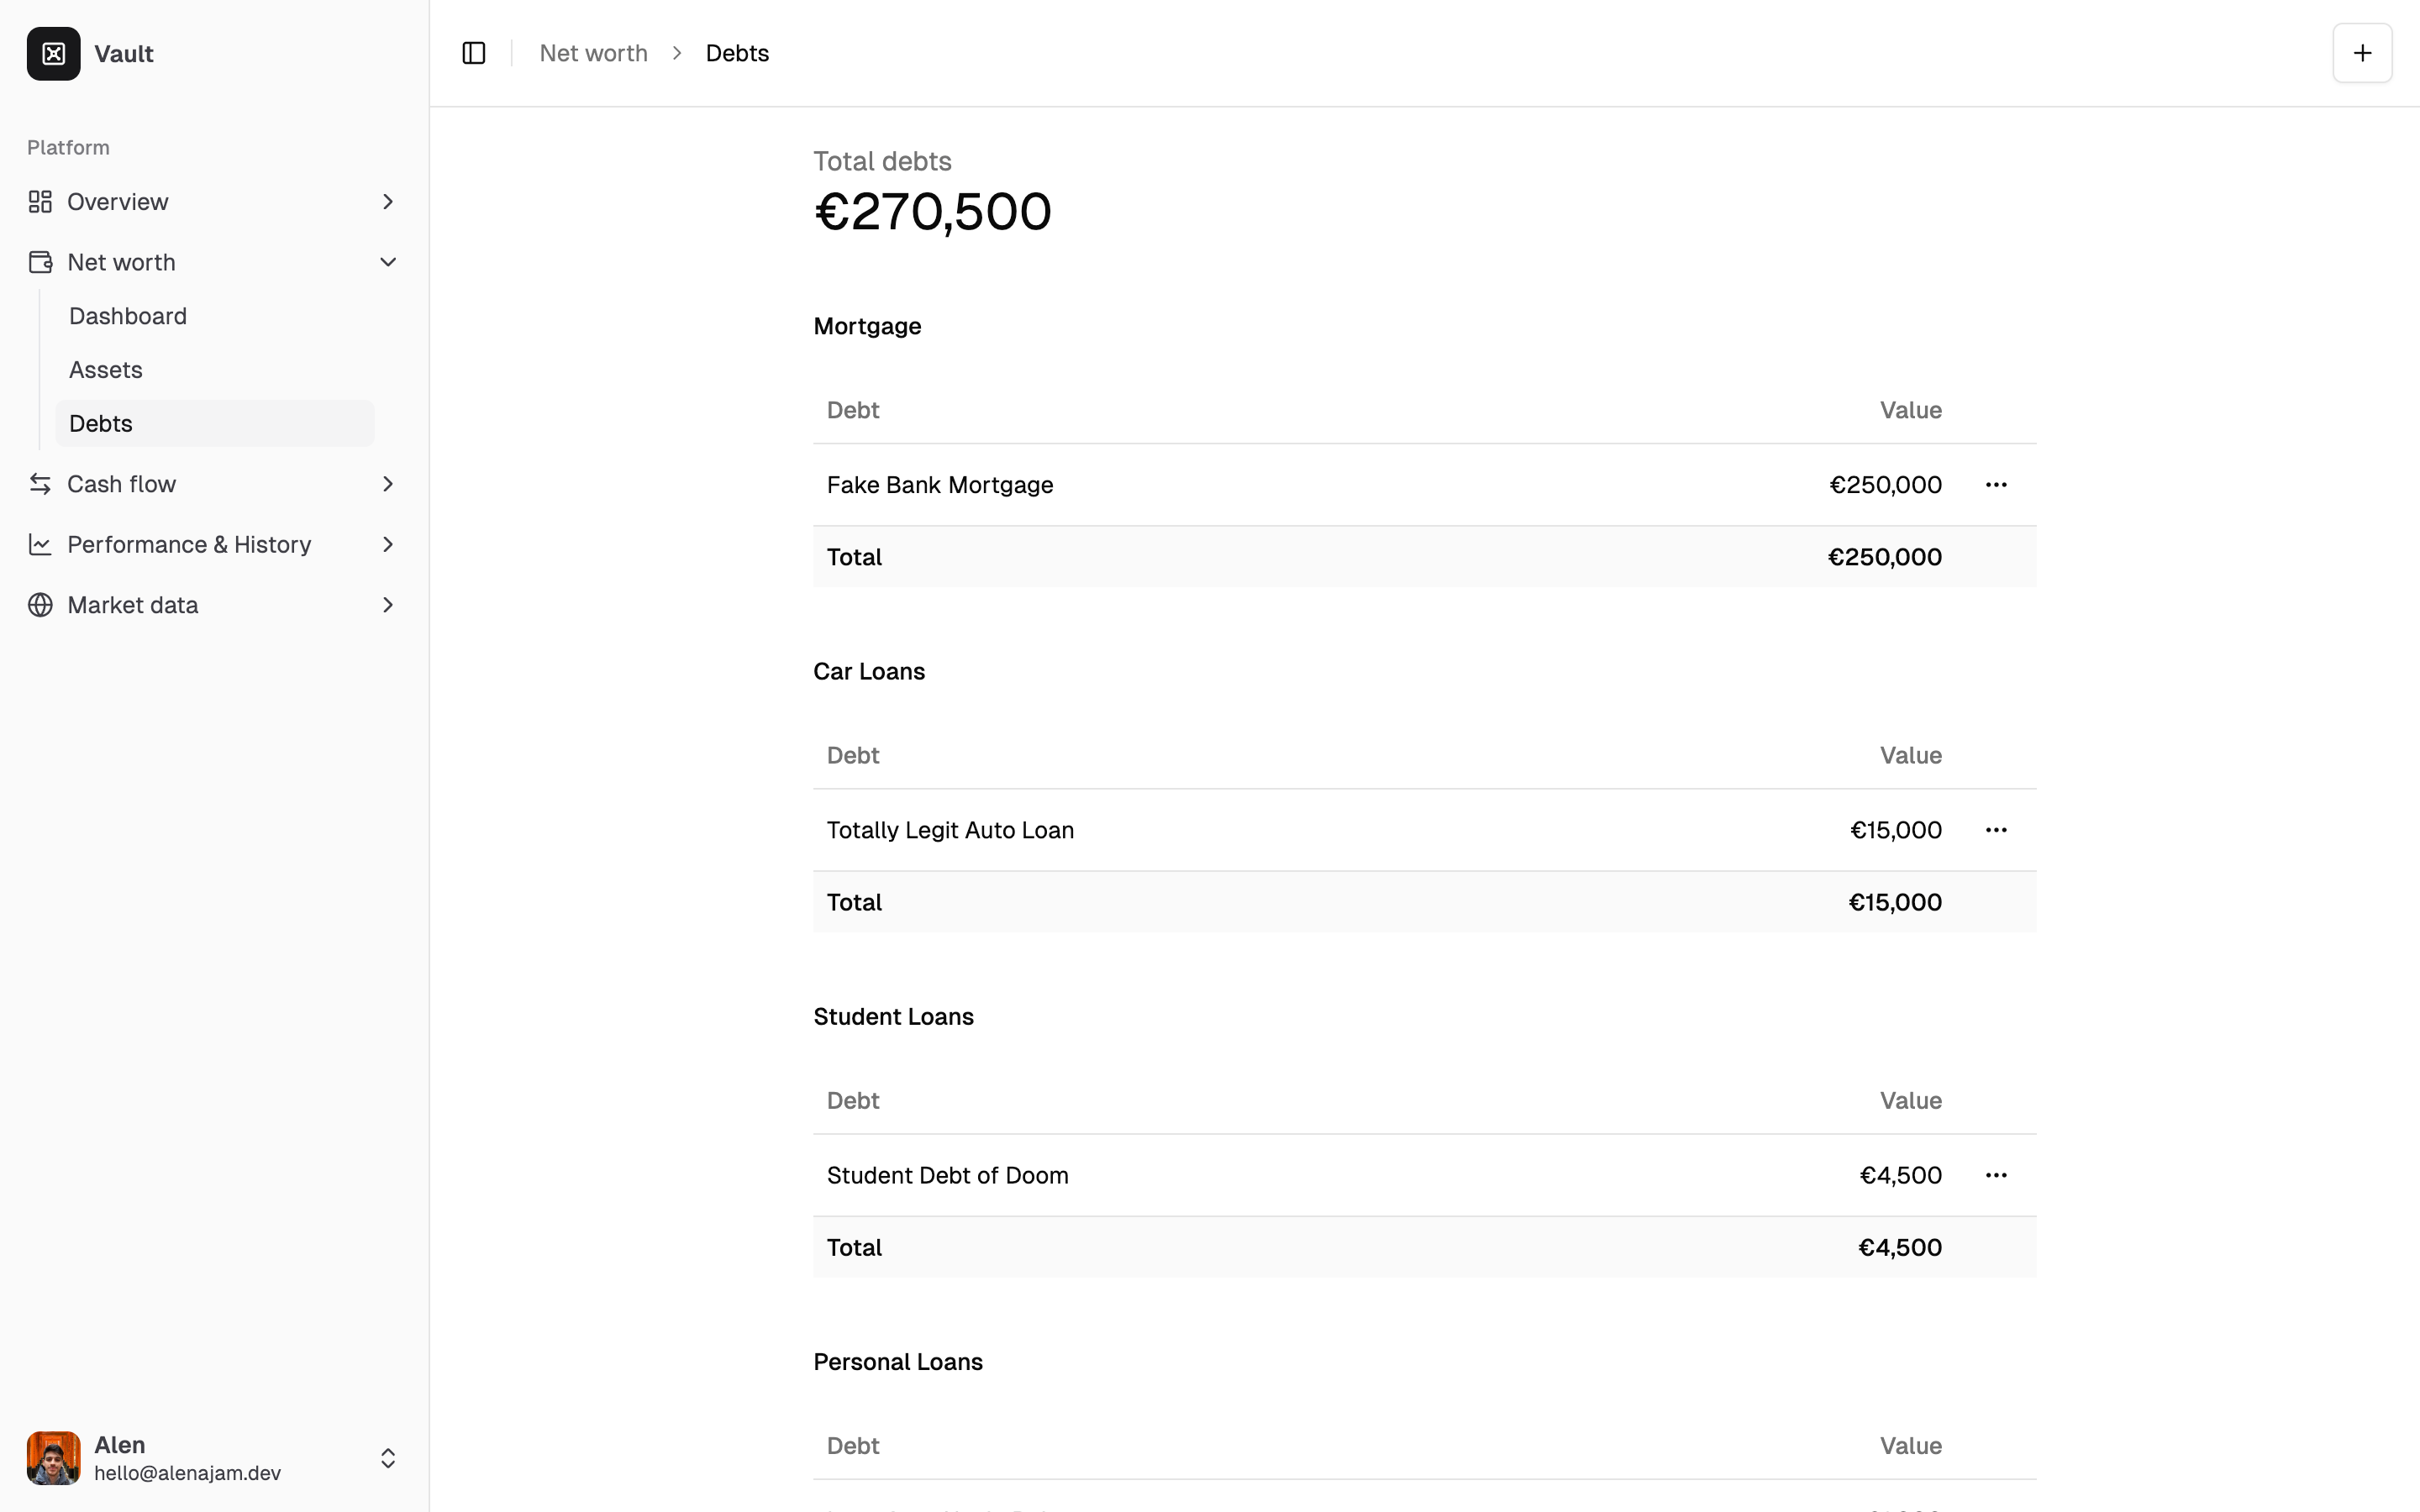 Vault
Platform
Overview
Net worth
Dashboard
Assets
Debts
Cash flow
Performance & History
Market data
Alen
hello@alenajam.dev
Net worth > Debts
Total debts
€270,500
Mortgage
Debt Value
Fake Bank Mortgage €250,000
Total €250,000
Car Loans
Debt Value
Totally Legit Auto Loan €15,000
Total €15,000
Student Loans
Debt Value
Student Debt of Doom €4,500
Total €4,500
Personal Loans
Debt Value